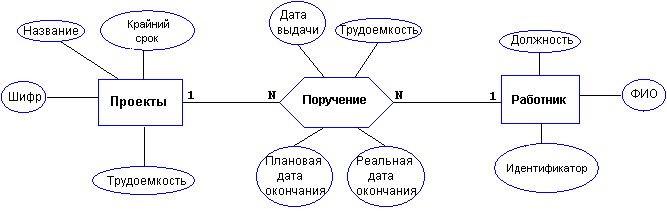 Название
Крайний
срок
Дата
выдачи
Трудоемкость
Должность
Шифр
Проекты
1
N
Поручение
N
1
Работник
ФИО
Трудоемкость
Плановая
дата
окончания
Реальная
дата
окончания
Идентификатор